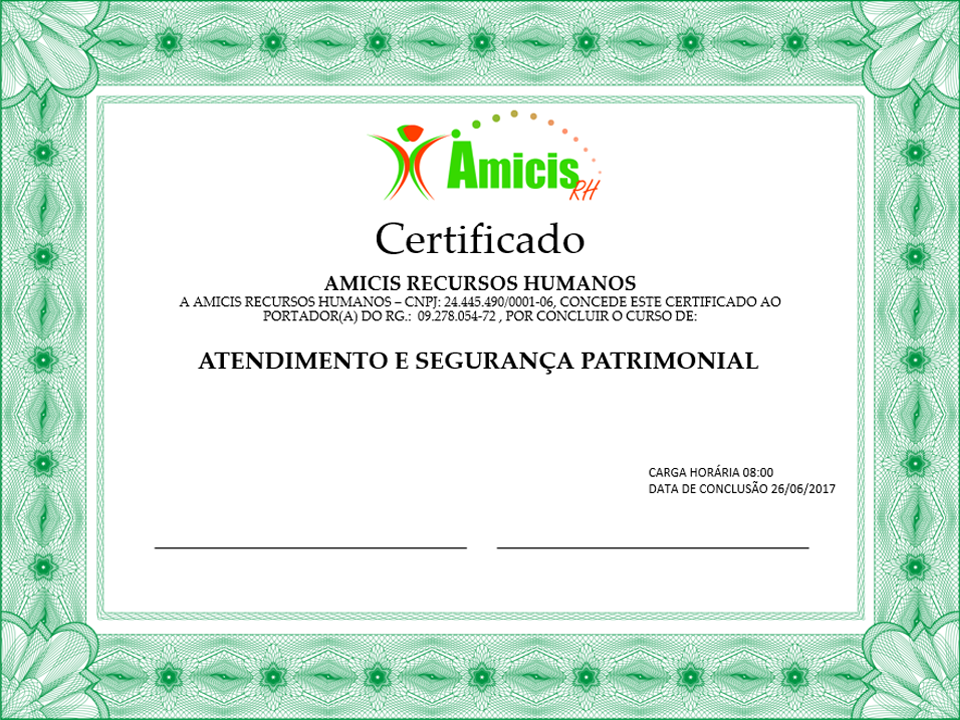 Amicis
RH
Certificado
AMICIS RECURSOS HUMANOS
A AMICIS RECURSOS HUMANOS – CNPJ: 24.445.490/0001-06, CONCEDE ESTE CERTIFICADO AO
PORTADOR(A) DO RG.: 09.278.054-72 , POR CONCLUIR O CURSO DE:
ATENDIMENTO E SEGURANÇA PATRIMONIAL
CARGA HORÁRIA 08:00
DATA DE CONCLUSÃO 26/06/2017